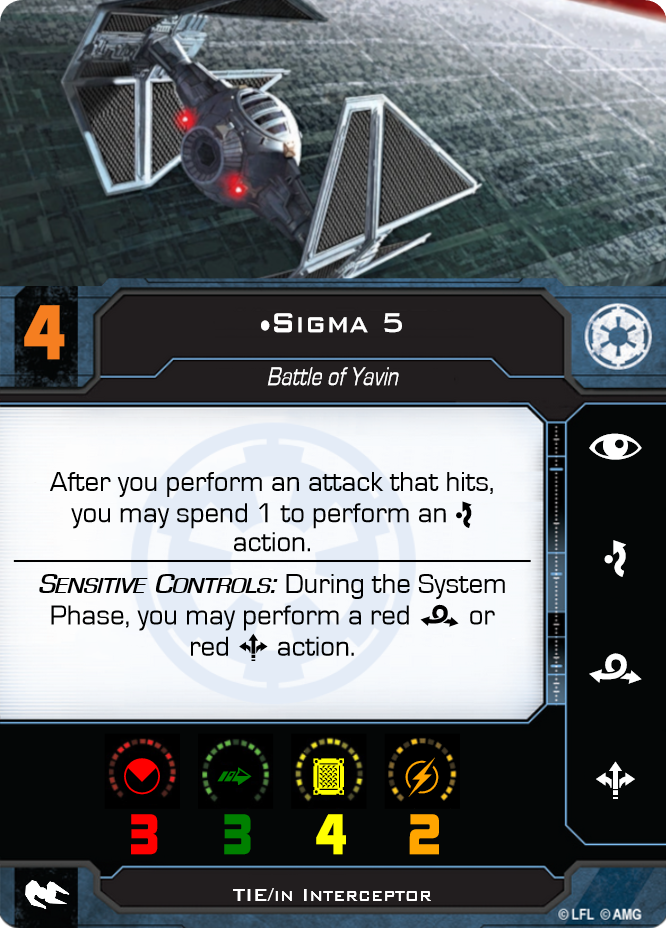 4
•Sigma 5
Battle of Yavin
After you perform an attack that hits,
you may spend 1 to perform an
action.
Sensitive Controls: During the System
Phase, you may perform a red or
red action.
3 3 4 2
TIE/in Interceptor
© LFL © AMG